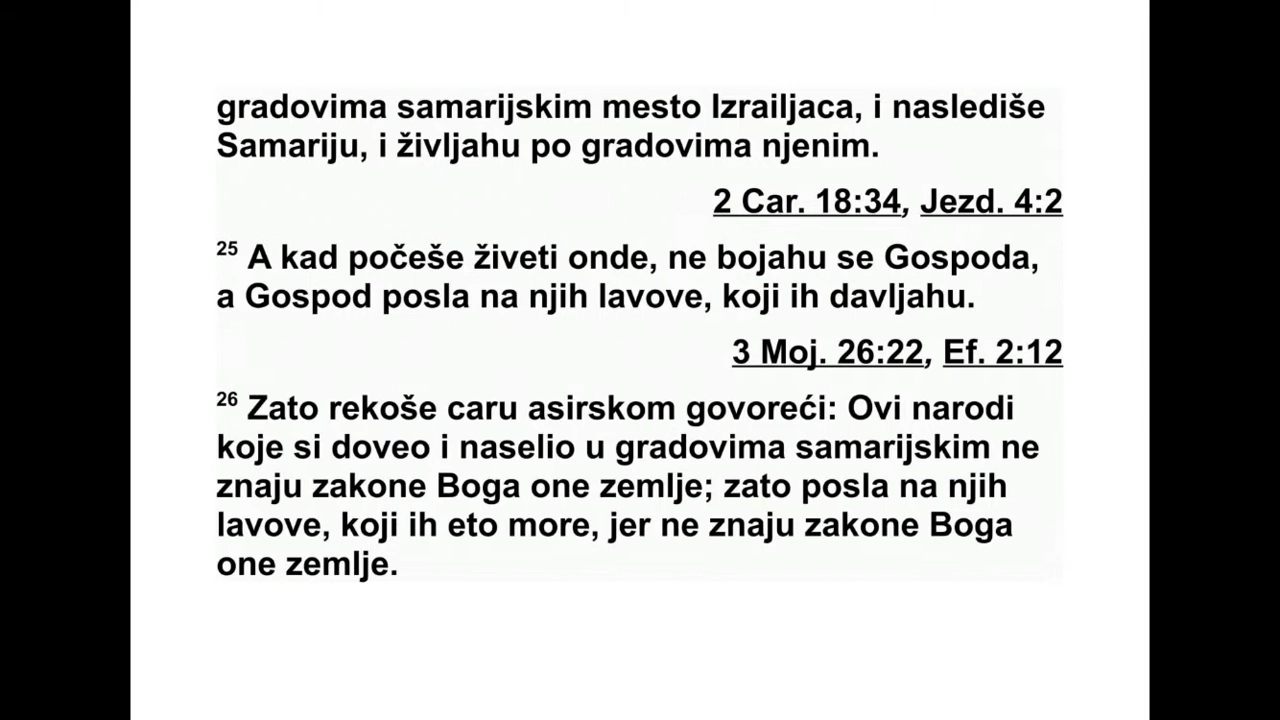 gradovima samarijskim mesto Izrailjaca, i naslediše
Samariju, i življahu po gradovima njenim.
2 Car. 18:34, Jezd. 4:2
25 A kad počeše živeti onde, ne bojahu se Gospoda,
a Gospod posla na njih lavove, koji ih davljahu.
3 Moj. 26:22, Ef. 2:12
26 Zato rekoše caru asirskom govoreći: Ovi narodi
koje si doveo i naselio u gradovima samarijskim ne
znaju zakone Boga one zemlje; zato posla na njih
lavove, koji ih eto more, jer ne znaju zakone Boga
one zemlje.